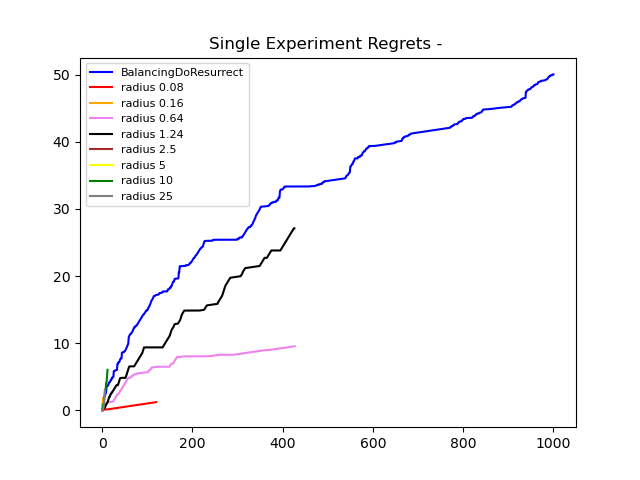 Single Experiment Regrets -
BalancingDoResurrect
radius 0.08
radius 0.16
radius 0.64
radius 1.24
radius 2.5
radius 5
radius 10
radius 25
50
40
30
20
10
0
0 200 400 600 800 1000